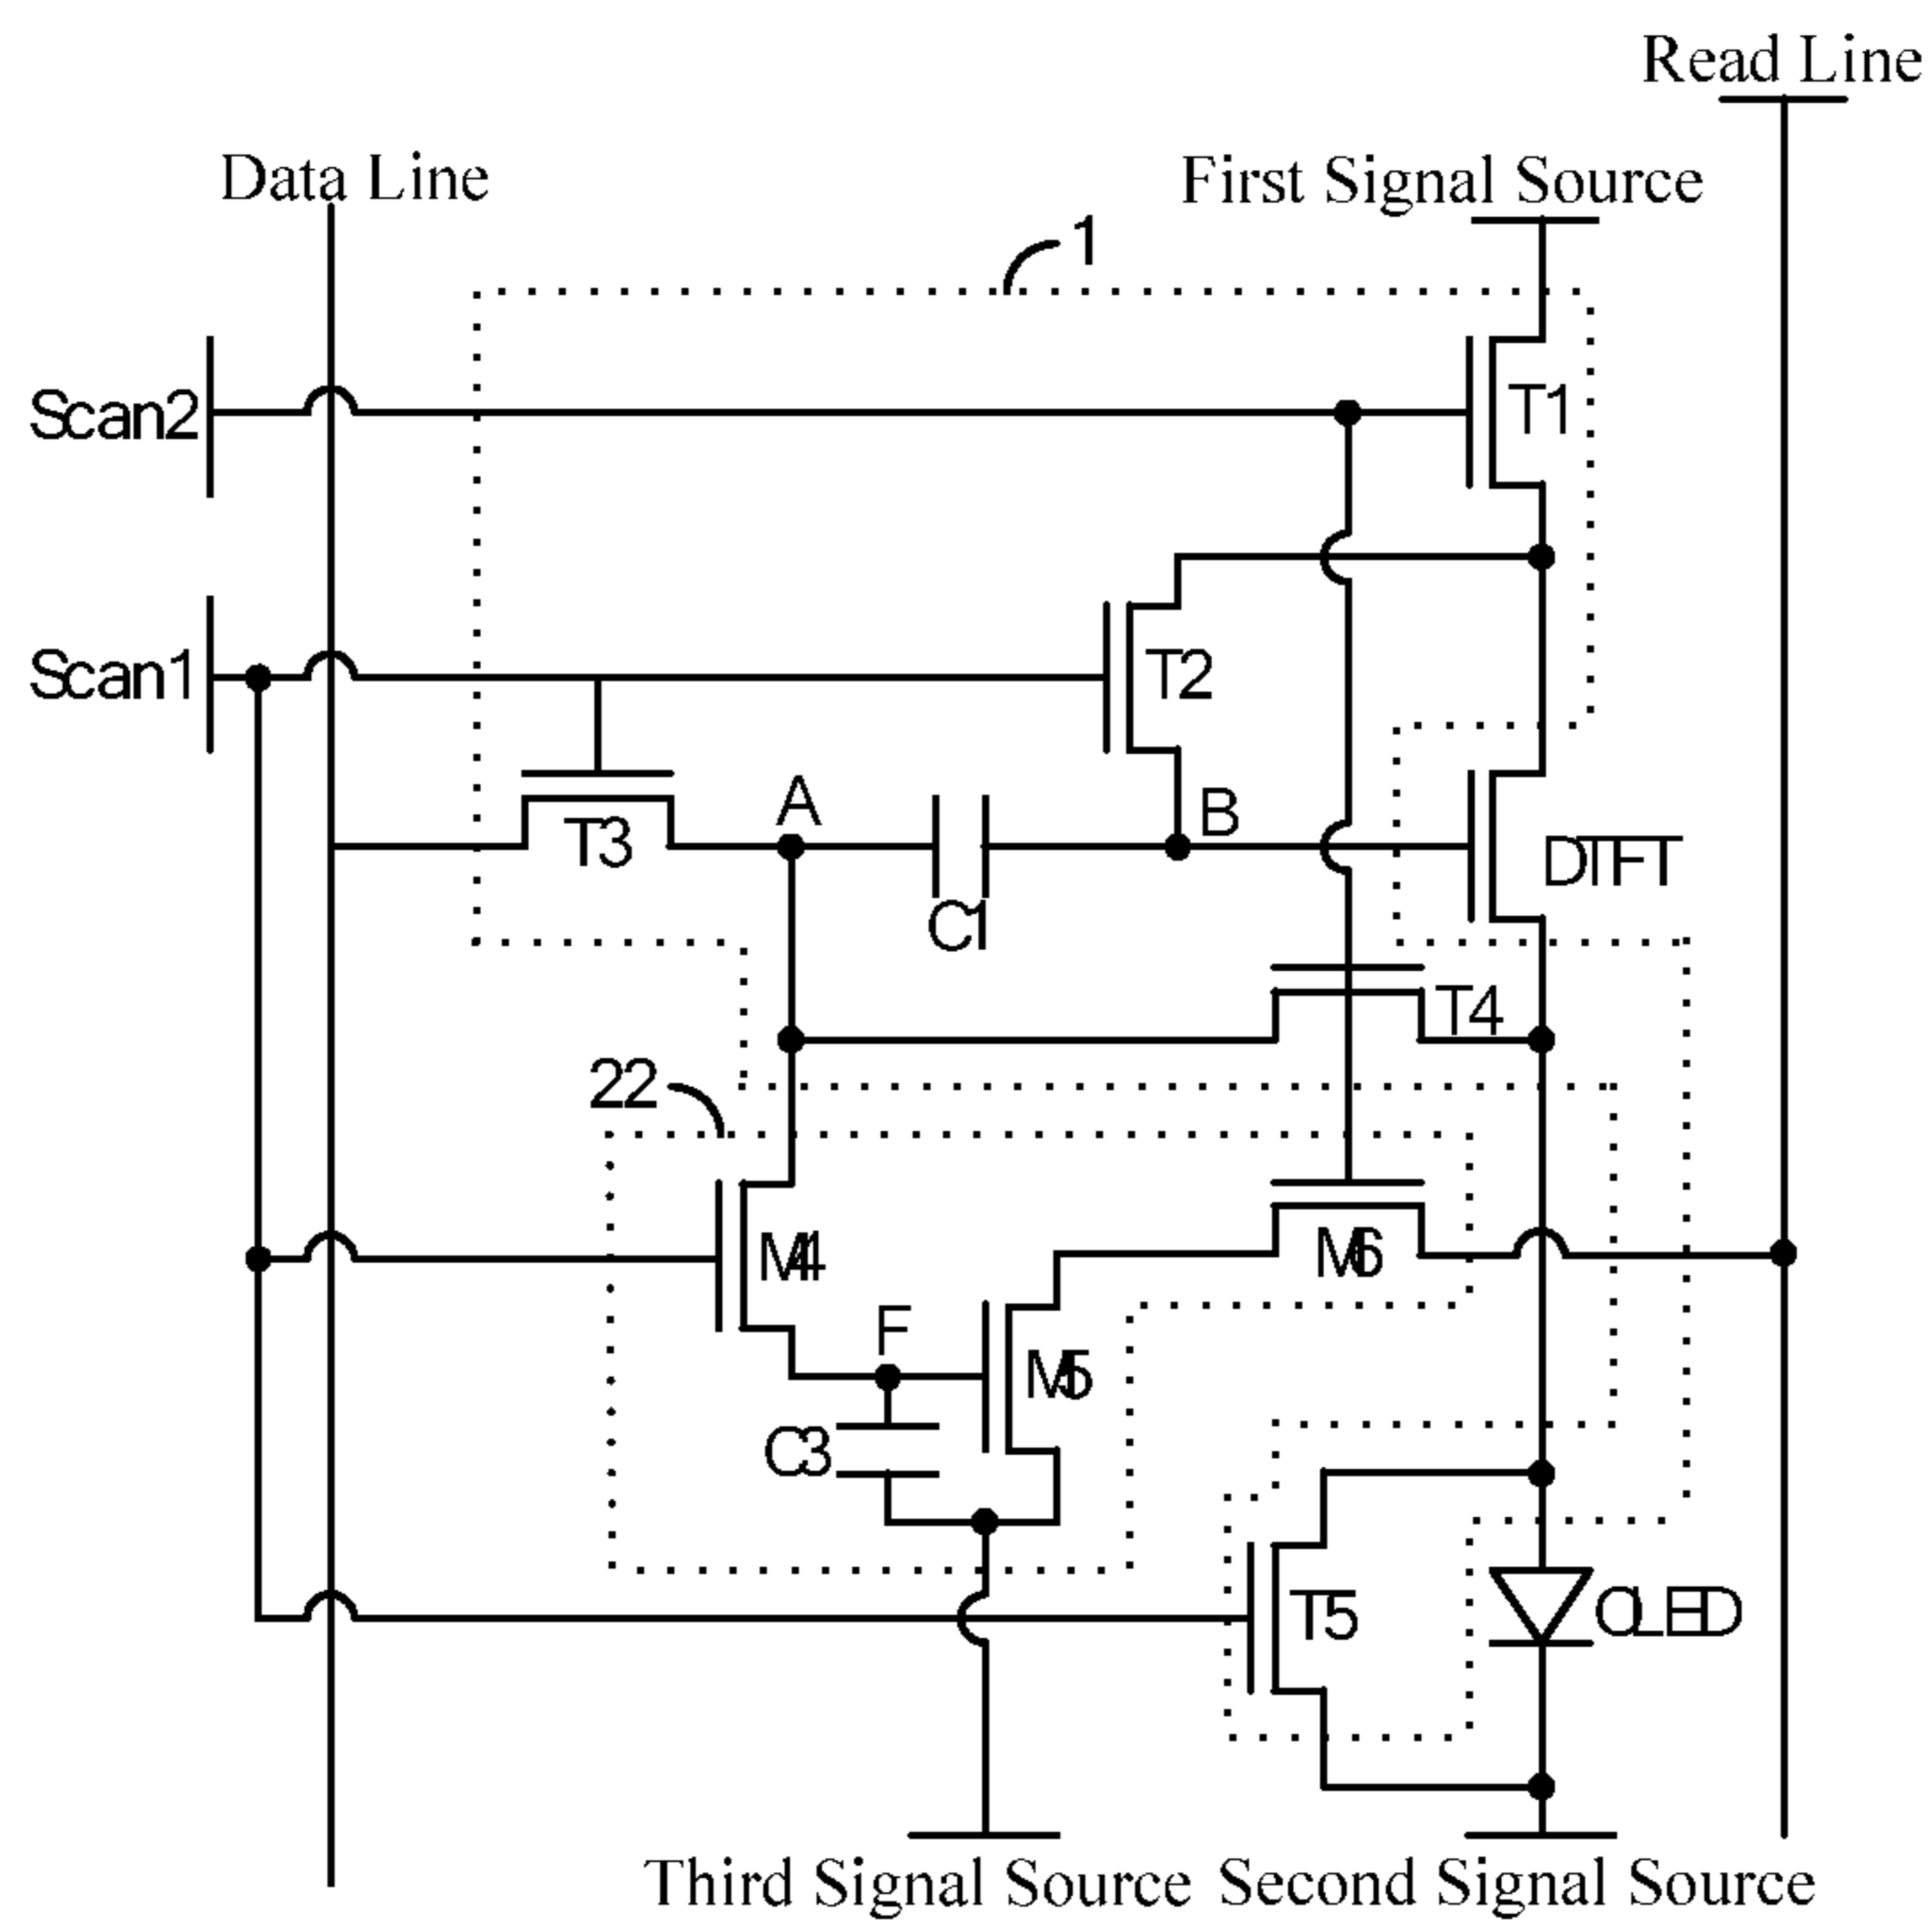 Read Line
Data Line
First Signal Source
1
Scan2
T1
Scan1
T2
A
B
T3
DTFT
C1
T4
22
M4
M6
F
M5
C3
T5
OLED
Third Signal Source
Second Signal Source